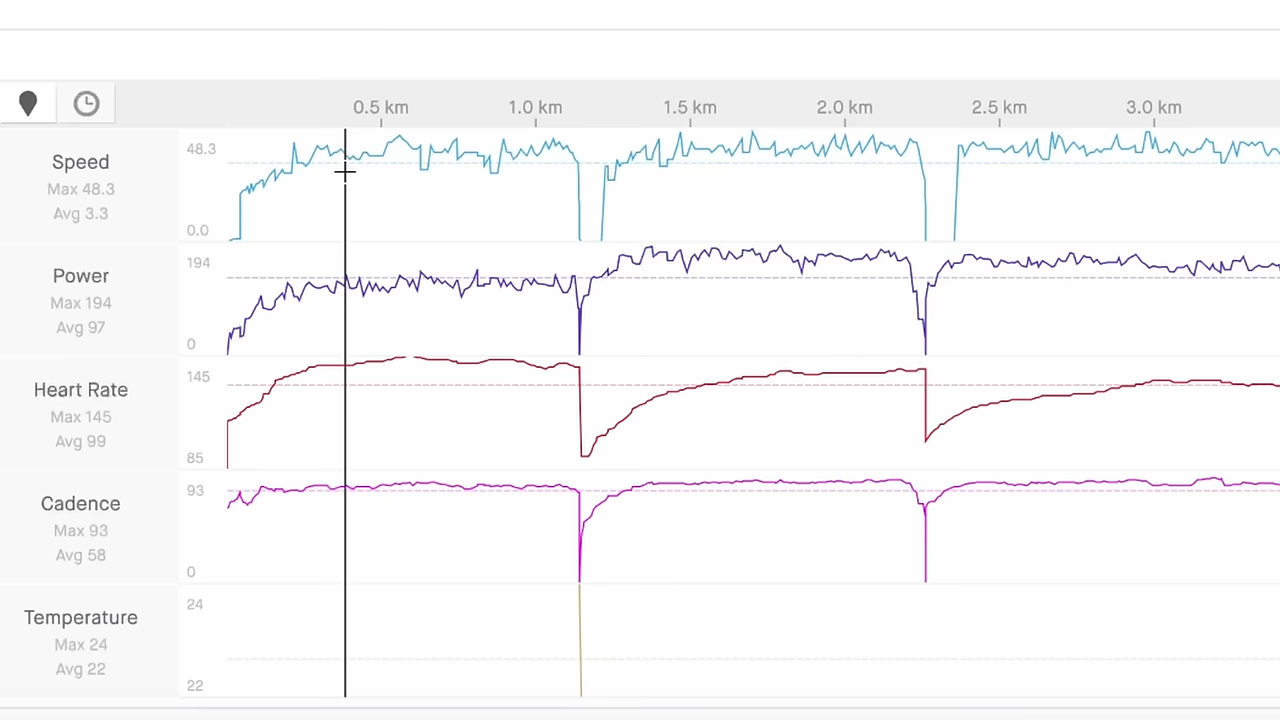 0.5 km 1.0 km 1.5 km 2.0 km 2.5 km 3.0 km
Speed
Max 48.3
Avg 3.3
48.3
0.0
Power
Max 194
Avg 97
194
0
Heart Rate
Max 145
Avg 99
145
85
Cadence
Max 93
Avg 58
93
0
Temperature
Max 24
Avg 22
24
22